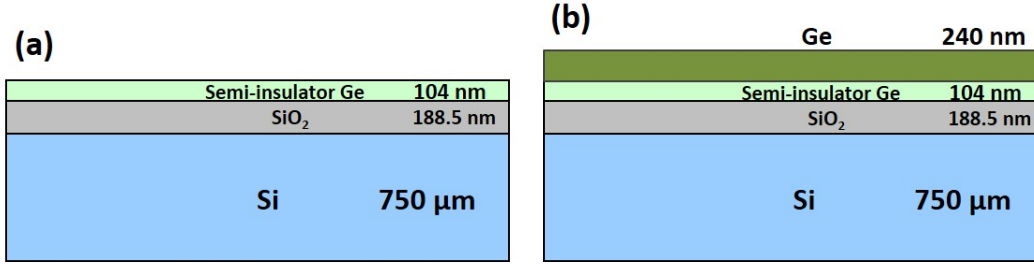 (a)
Semi-insulator Ge 104 nm
SiO₂ 188.5 nm
Si 750 µm
(b)
Ge 240 nm
Semi-insulator Ge 104 nm
SiO₂ 188.5 nm
Si 750 µm